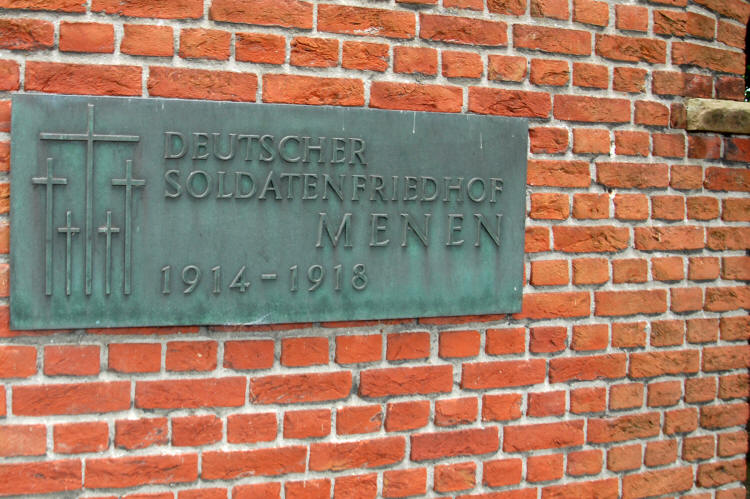 DEUTSCHER
SOLDATENFRIEDHOF
MENEN
1914-1918